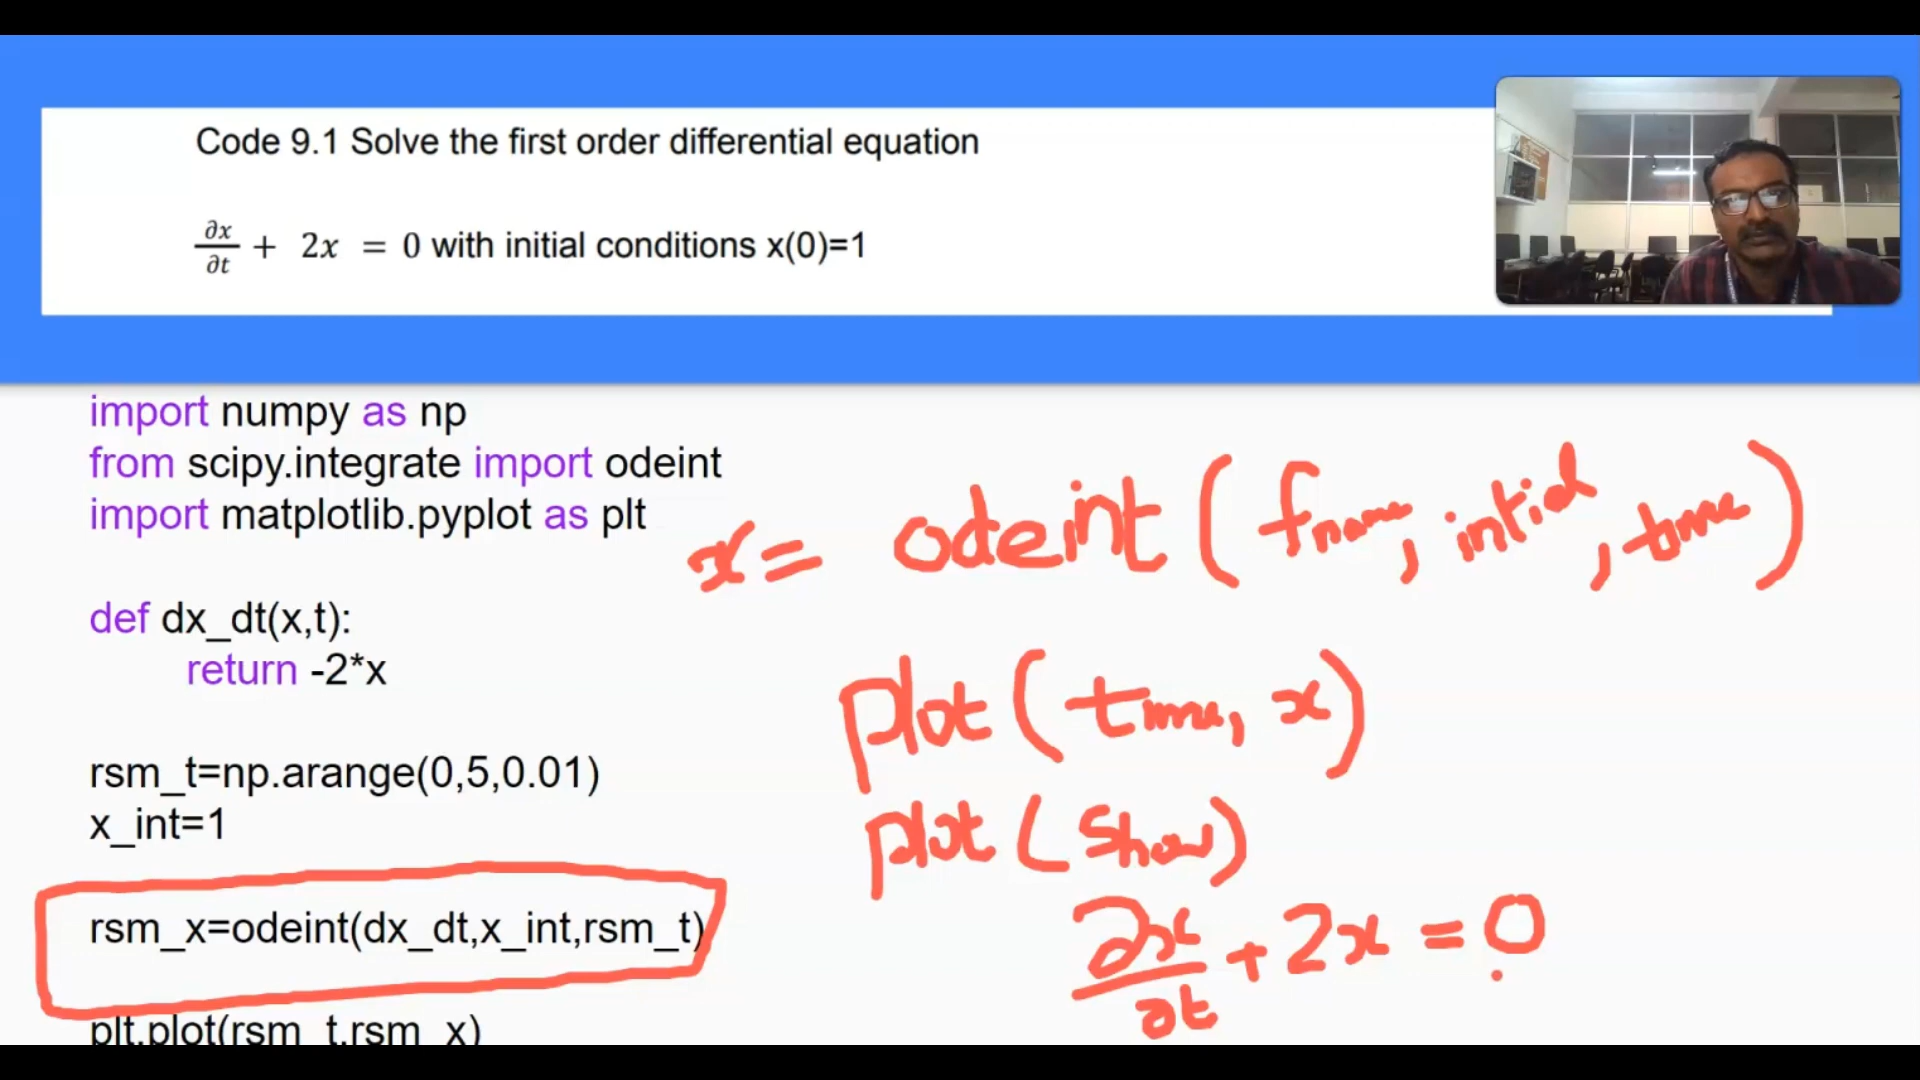 Code 9.1 Solve the first order differential equation
∂x/∂t + 2x = 0 with initial conditions x(0)=1
import numpy as np
from scipy.integrate import odeint
import matplotlib.pyplot as plt
def dx_dt(x,t):
return -2*x
rsm_t=np.arange(0,5,0.01)
x_int=1
rsm_x=odeint(dx_dt,x_int,rsm_t)
plt.plot(rsm_t,rsm_x)
x = odeint (fname, intial, time)
plot (time, x)
plot (show)
∂x/∂t + 2x = 0